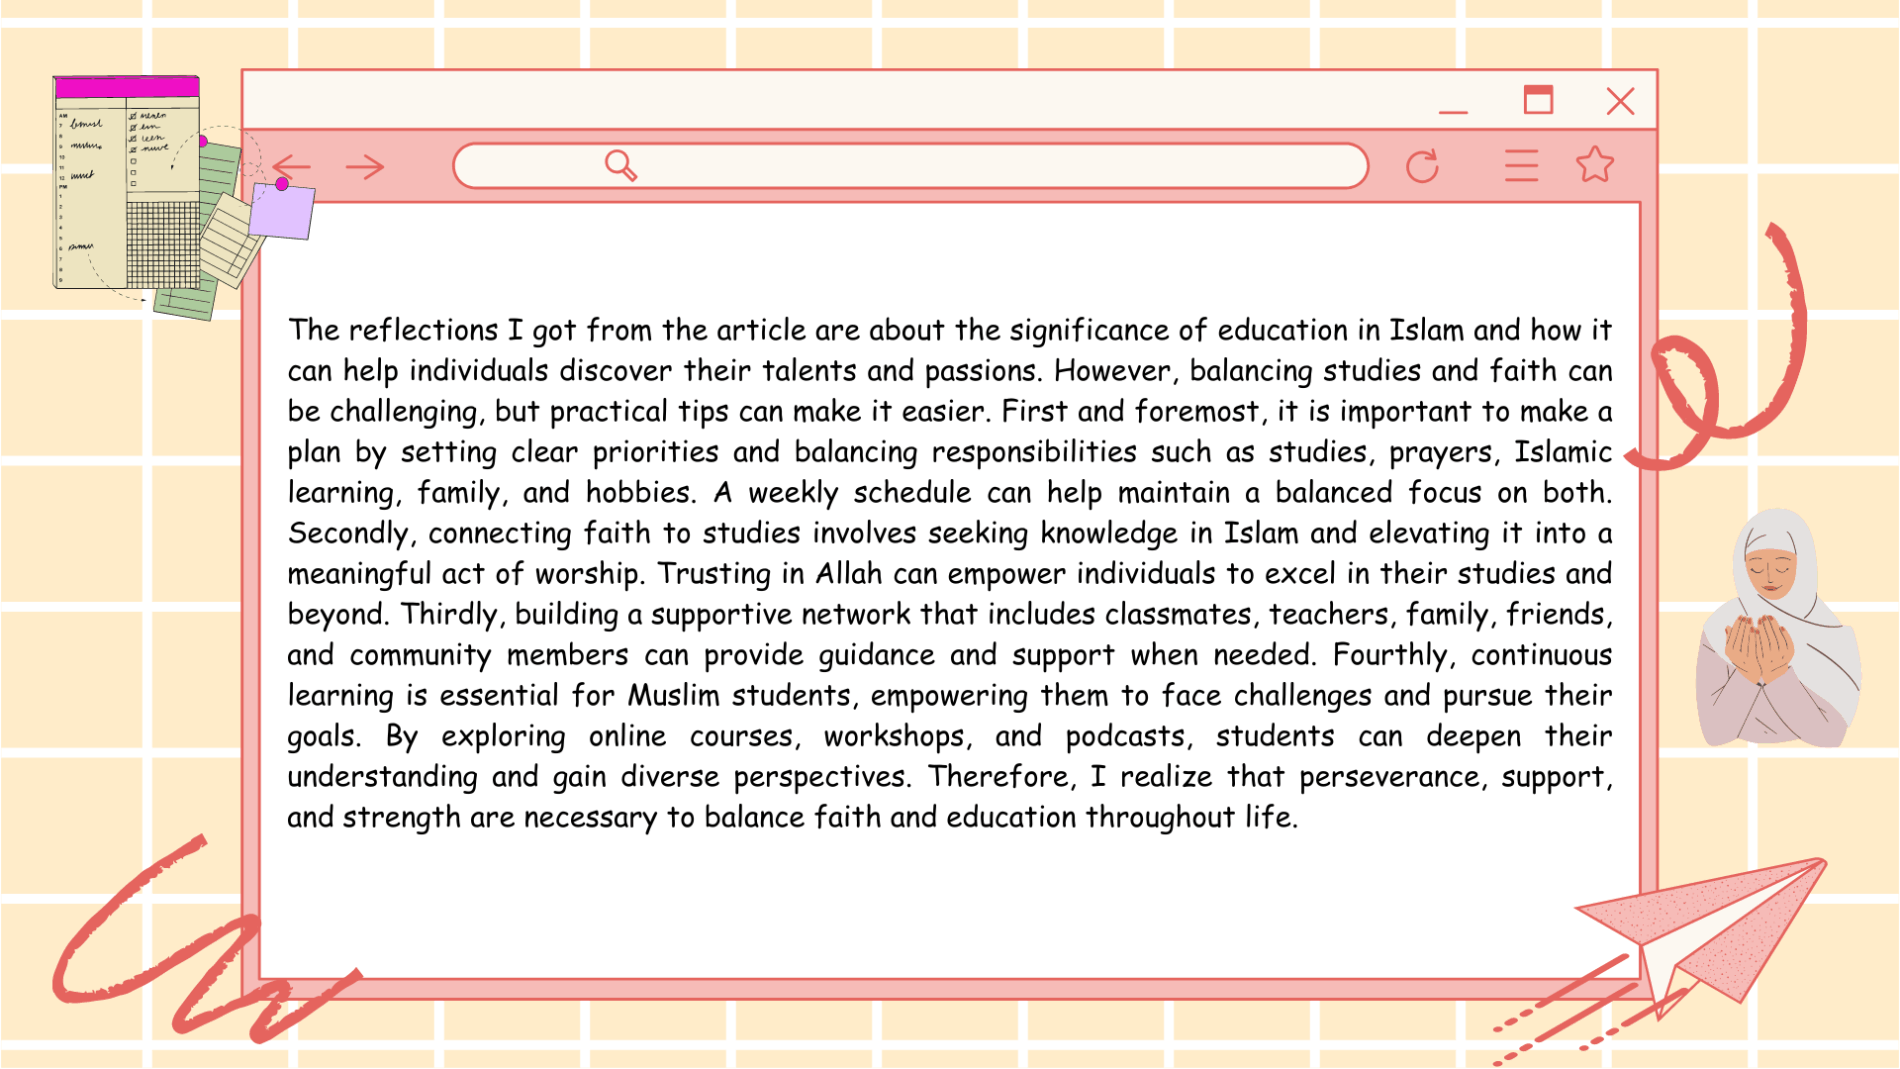 The reflections I got from the article are about the significance of education in Islam and how it
can help individuals discover their talents and passions. However, balancing studies and faith can
be challenging, but practical tips can make it easier. First and foremost, it is important to make a
plan by setting clear priorities and balancing responsibilities such as studies, prayers, Islamic
learning, family, and hobbies. A weekly schedule can help maintain a balanced focus on both.
Secondly, connecting faith to studies involves seeking knowledge in Islam and elevating it into a
meaningful act of worship. Trusting in Allah can empower individuals to excel in their studies and
beyond. Thirdly, building a supportive network that includes classmates, teachers, family, friends,
and community members can provide guidance and support when needed. Fourthly, continuous
learning is essential for Muslim students, empowering them to face challenges and pursue their
goals. By exploring online courses, workshops, and podcasts, students can deepen their
understanding and gain diverse perspectives. Therefore, I realize that perseverance, support,
and strength are necessary to balance faith and education throughout life.